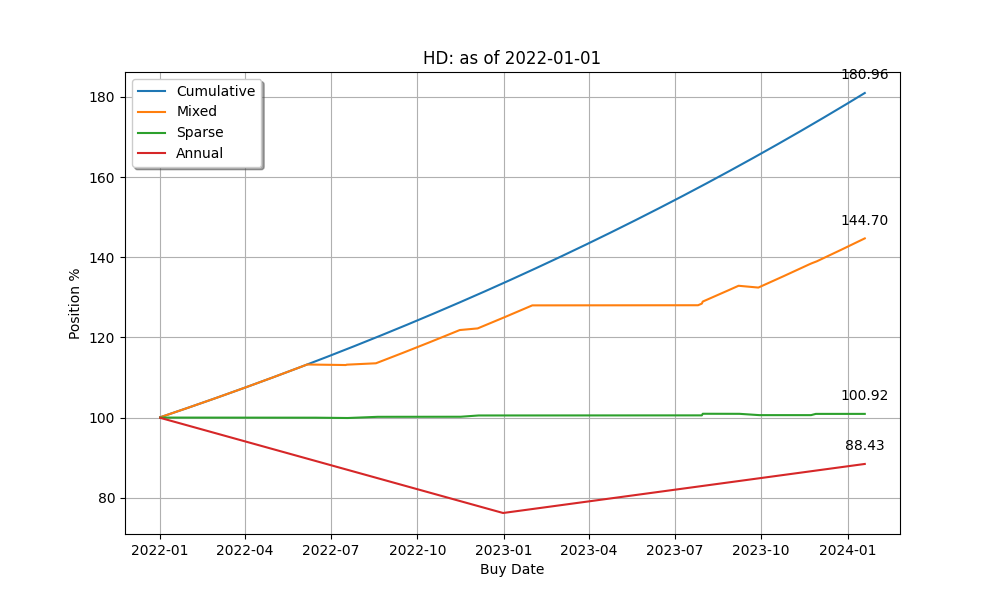 HD: as of 2022-01-01
Cumulative
Mixed
Sparse
Annual
180.96
144.70
100.92
88.43
Position %
180
160
140
120
100
80
2022-01 2022-04 2022-07 2022-10 2023-01 2023-04 2023-07 2023-10 2024-01
Buy Date